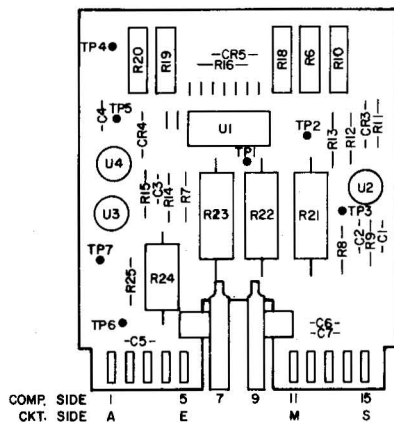 TP4 R20 R19 -CR5- -R16- R18 R6 R10
C4 TP5 CR4 U1 TP2 R13 R12 CR3 R11
U4 TP1
R15 C3 R14 R7 U2
U3 R23 R22 R21 TP3
TP7 R25 R24 R8 C2 R9 C1
TP6 -C5- -C6- -C7-
COMP. SIDE 1 5 7 9 11 15
CKT. SIDE A E M S